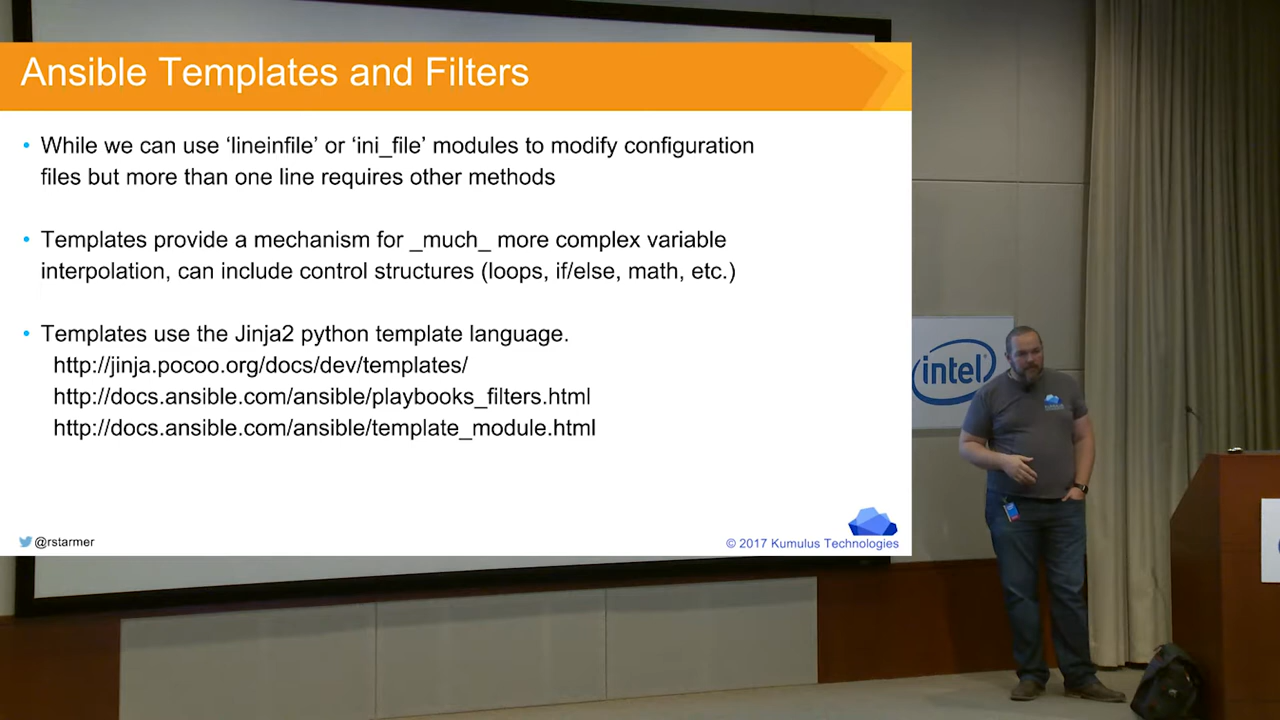 Ansible Templates and Filters
• While we can use ‘lineinfile’ or ‘ini_file’ modules to modify configuration
files but more than one line requires other methods
• Templates provide a mechanism for _much_ more complex variable
interpolation, can include control structures (loops, if/else, math, etc.)
• Templates use the Jinja2 python template language.
http://jinja.pocoo.org/docs/dev/templates/
http://docs.ansible.com/ansible/playbooks_filters.html
http://docs.ansible.com/ansible/template_module.html
@rstarmer
© 2017 Kumulus Technologies
intel